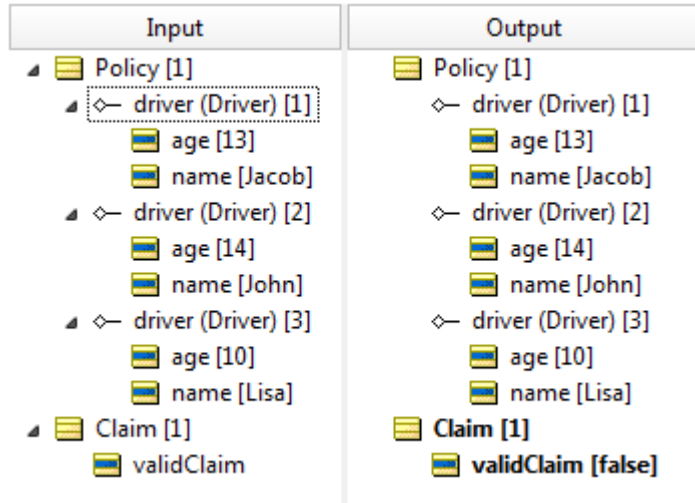 Input Output
Policy [1] Policy [1]
driver (Driver) [1] driver (Driver) [1]
age [13] age [13]
name [Jacob] name [Jacob]
driver (Driver) [2] driver (Driver) [2]
age [14] age [14]
name [John] name [John]
driver (Driver) [3] driver (Driver) [3]
age [10] age [10]
name [Lisa] name [Lisa]
Claim [1] Claim [1]
validClaim validClaim [false]